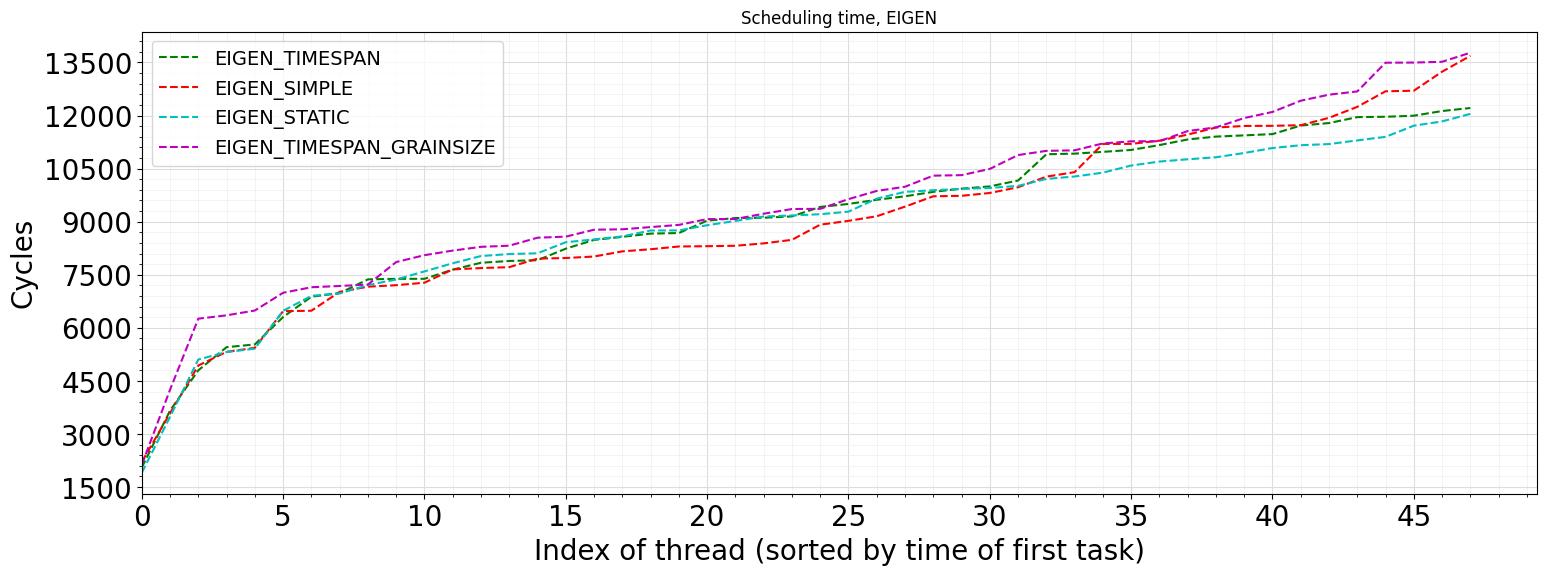 Scheduling time, EIGEN
EIGEN_TIMESPAN
EIGEN_SIMPLE
EIGEN_STATIC
EIGEN_TIMESPAN_GRAINSIZE
Cycles
13500
12000
10500
9000
7500
6000
4500
3000
1500
0 5 10 15 20 25 30 35 40 45
Index of thread (sorted by time of first task)